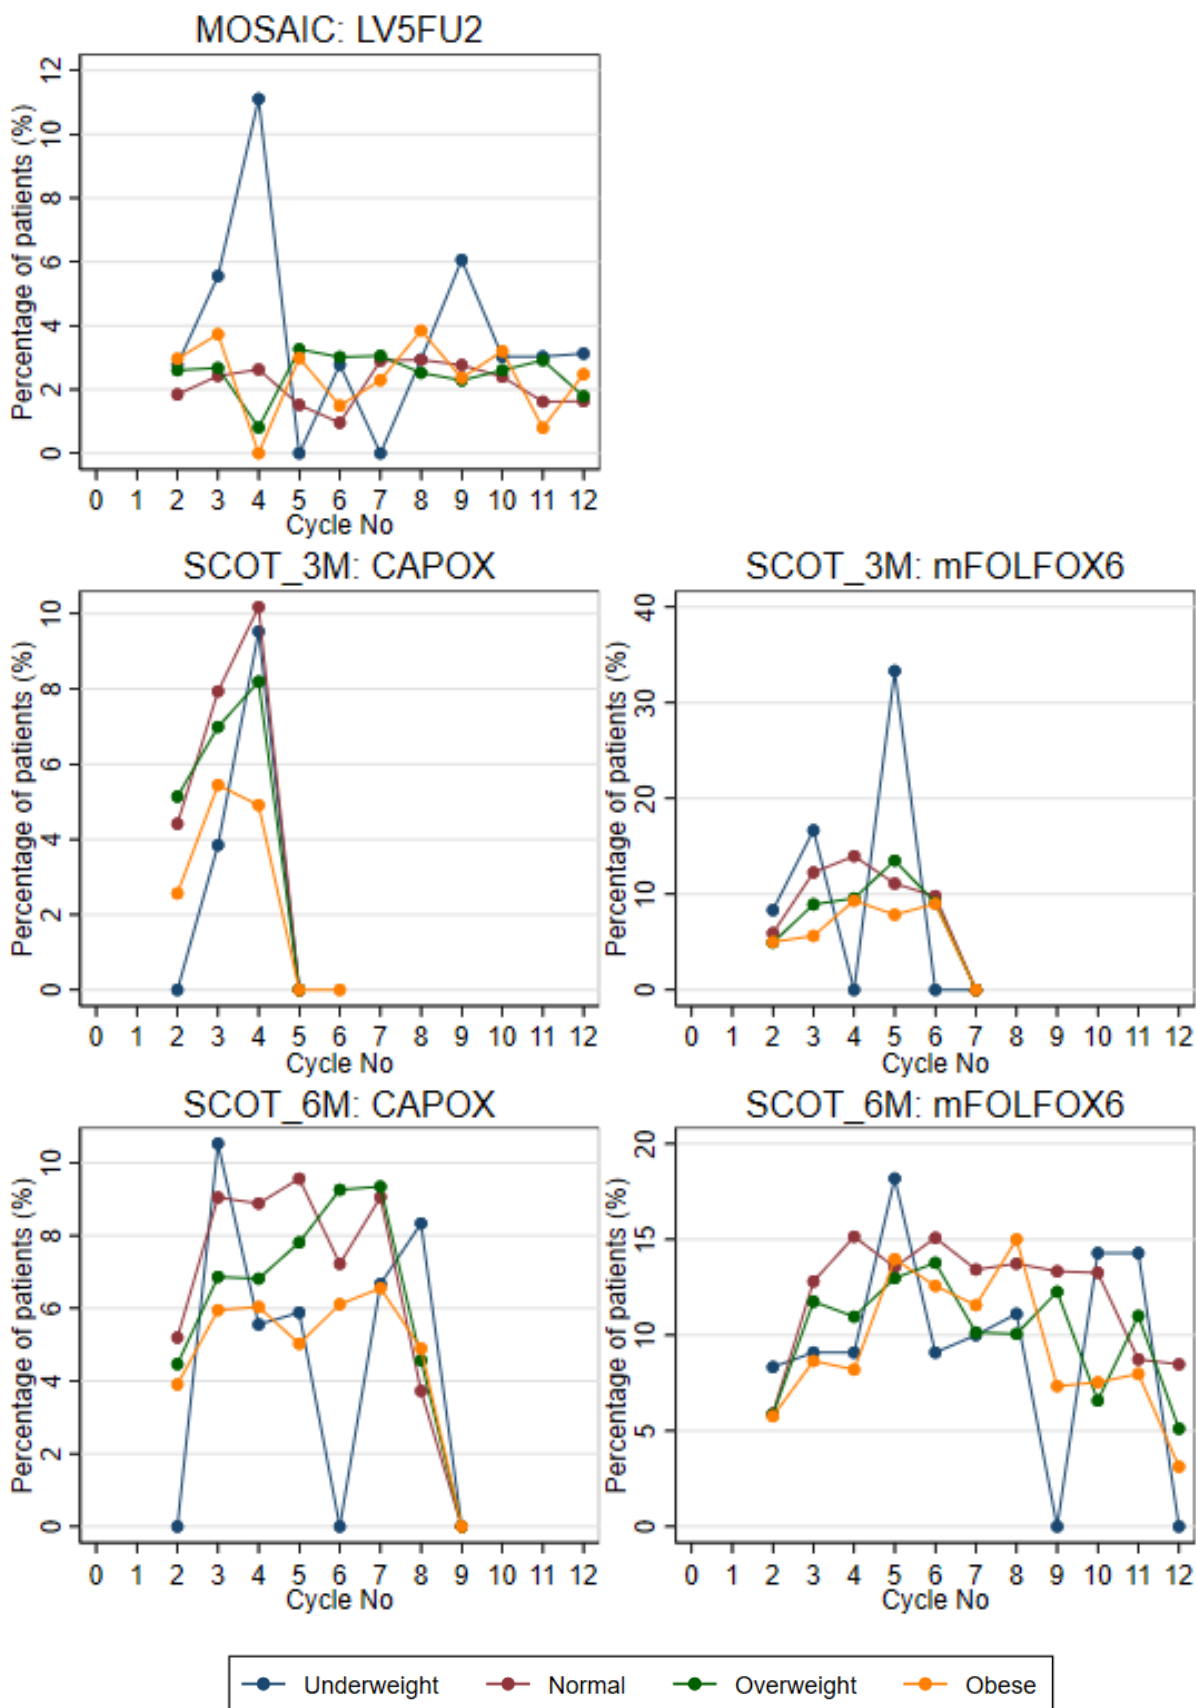 MOSAIC: LV5FU2
Percentage of patients (%)
12
10
8
6
4
2
0
0 1 2 3 4 5 6 7 8 9 10 11 12
Cycle No
SCOT_3M: CAPOX
Percentage of patients (%)
10
8
6
4
2
0
0 1 2 3 4 5 6 7 8 9 10 11 12
Cycle No
SCOT_3M: mFOLFOX6
Percentage of patients (%)
40
30
20
10
0
0 1 2 3 4 5 6 7 8 9 10 11 12
Cycle No
SCOT_6M: CAPOX
Percentage of patients (%)
10
8
6
4
2
0
0 1 2 3 4 5 6 7 8 9 10 11 12
Cycle No
SCOT_6M: mFOLFOX6
Percentage of patients (%)
20
15
10
5
0
0 1 2 3 4 5 6 7 8 9 10 11 12
Cycle No
Underweight Normal Overweight Obese